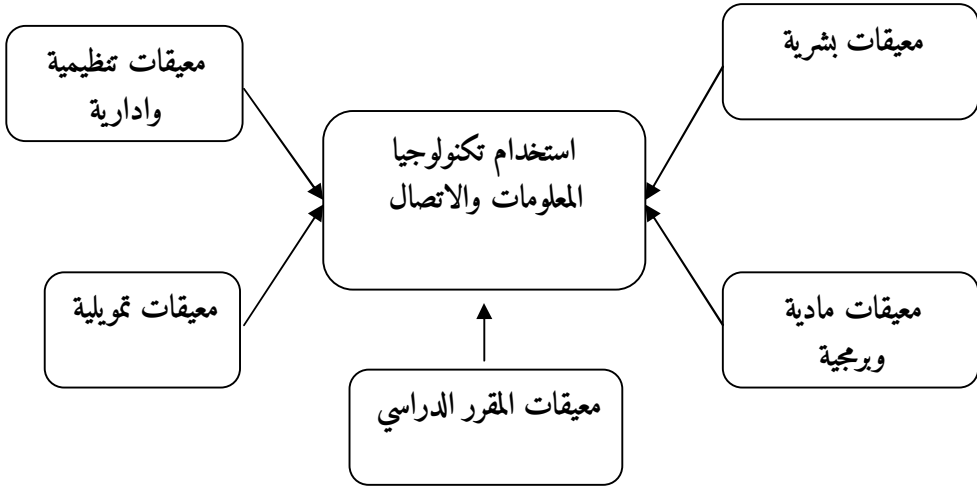 معيقات بشرية
معيقات تنظيمية
وادارية
استخدام تكنولوجيا
المعلومات والاتصال
معيقات مادية
وبرمجية
معيقات تمويلية
معيقات المقرر الدراسي